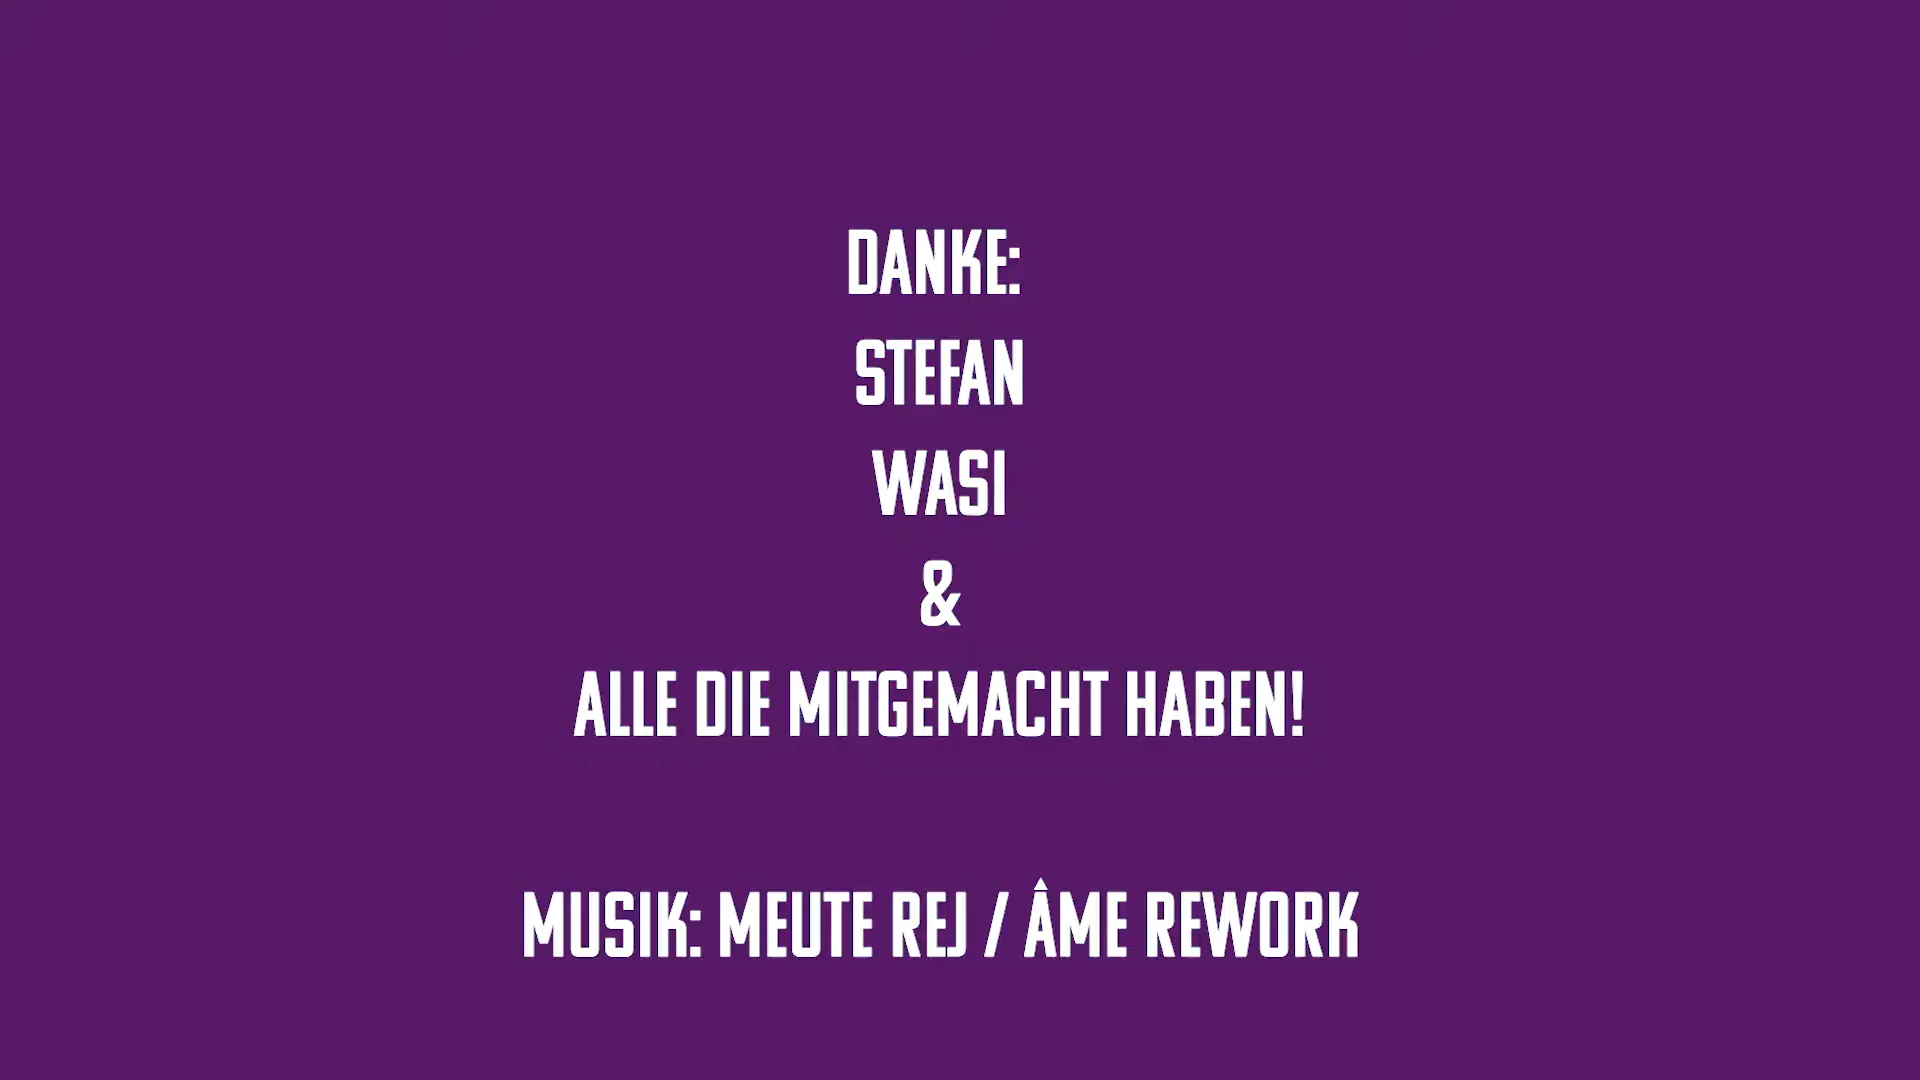 DANKE:
STEFAN
WASI
&
ALLE DIE MITGEMACHT HABEN!
MUSIK: MEUTE REJ / ÂME REWORK